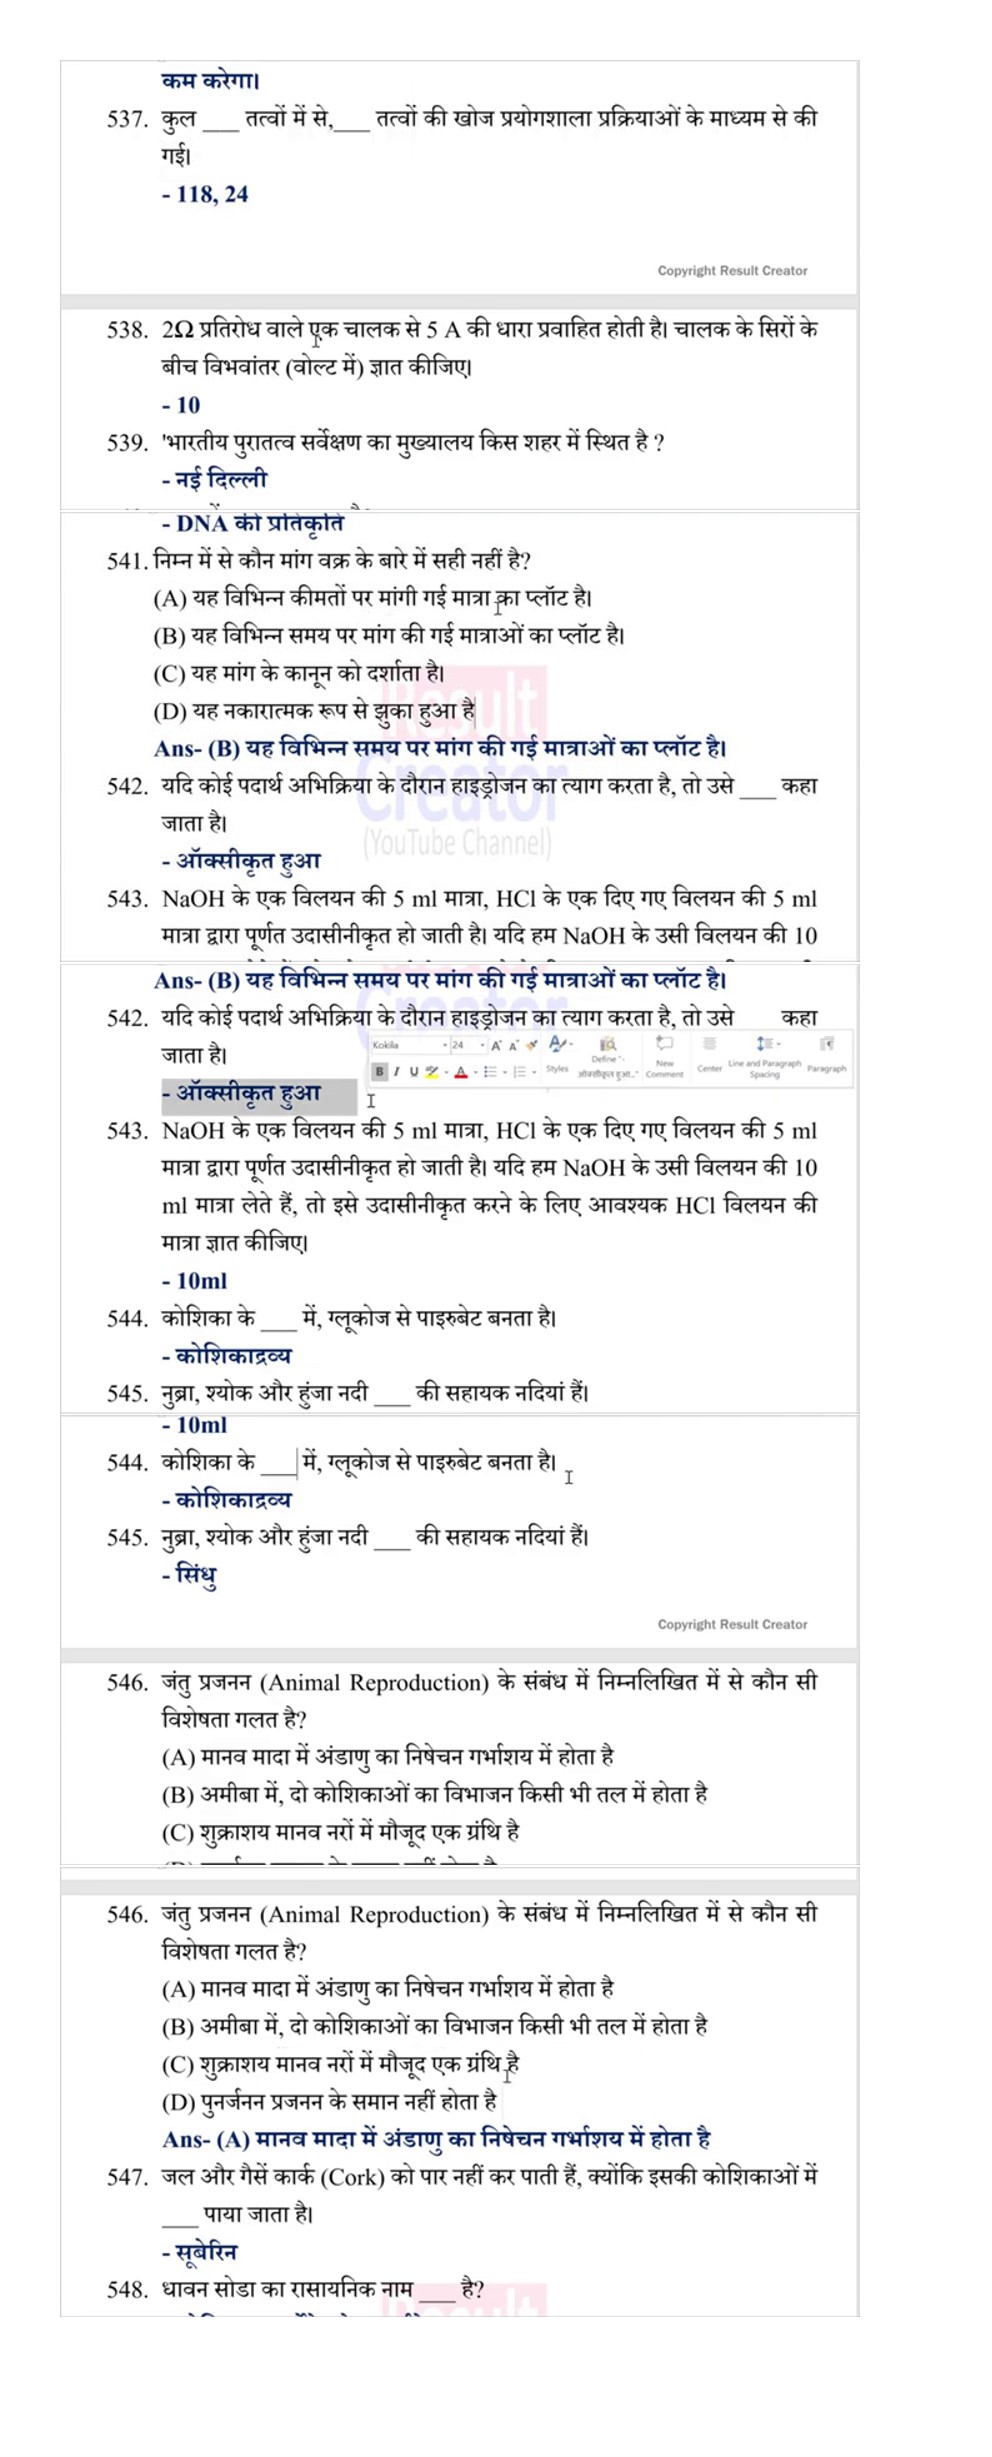 कम करेगा।
537. कुल ____ तत्वों में से,____ तत्वों की खोज प्रयोगशाला प्रक्रियाओं के माध्यम से की
गई।
- 118, 24
Copyright Result Creator
538. 2Ω प्रतिरोध वाले एक चालक से 5 A की धारा प्रवाहित होती है। चालक के सिरों के
बीच विभवांतर (वोल्ट में) ज्ञात कीजिए।
- 10
539. 'भारतीय पुरातत्व सर्वेक्षण का मुख्यालय किस शहर में स्थित है ?
- नई दिल्ली
- DNA की प्रतिकृति
541. निम्न में से कौन मांग वक्र के बारे में सही नहीं है?
(A) यह विभिन्न कीमतों पर मांगी गई मात्रा का प्लॉट है।
(B) यह विभिन्न समय पर मांग की गई मात्राओं का प्लॉट है।
(C) यह मांग के कानून को दर्शाता है।
(D) यह नकारात्मक रूप से झुका हुआ है
Result
Ans- (B) यह विभिन्न समय पर मांग की गई मात्राओं का प्लॉट है।
Creator
542. यदि कोई पदार्थ अभिक्रिया के दौरान हाइड्रोजन का त्याग करता है, तो उसे ____ कहा
जाता है।
(YouTube Channel)
- ऑक्सीकृत हुआ
543. NaOH के एक विलयन की 5 ml मात्रा, HCl के एक दिए गए विलयन की 5 ml
मात्रा द्वारा पूर्णत उदासीनीकृत हो जाती है। यदि हम NaOH के उसी विलयन की 10
Ans- (B) यह विभिन्न समय पर मांग की गई मात्राओं का प्लॉट है।
542. यदि कोई पदार्थ अभिक्रिया के दौरान हाइड्रोजन का त्याग करता है, तो उसे कहा
जाता है।
Kokila 24 A A
B I U A Styles Define "- ऑक्सीकृत हुआ..." New Comment Center Line and Paragraph Spacing Paragraph
- ऑक्सीकृत हुआ
543. NaOH के एक विलयन की 5 ml मात्रा, HCl के एक दिए गए विलयन की 5 ml
मात्रा द्वारा पूर्णत उदासीनीकृत हो जाती है। यदि हम NaOH के उसी विलयन की 10
ml मात्रा लेते हैं, तो इसे उदासीनीकृत करने के लिए आवश्यक HCl विलयन की
मात्रा ज्ञात कीजिए।
- 10ml
544. कोशिका के ____ में, ग्लूकोज से पाइरुबेट बनता है।
- कोशिकाद्रव्य
545. नुब्रा, श्योक और हुंजा नदी ____ की सहायक नदियां हैं।
- 10ml
544. कोशिका के ____ में, ग्लूकोज से पाइरुबेट बनता है।
- कोशिकाद्रव्य
545. नुब्रा, श्योक और हुंजा नदी ____ की सहायक नदियां हैं।
- सिंधु
Copyright Result Creator
546. जंतु प्रजनन (Animal Reproduction) के संबंध में निम्नलिखित में से कौन सी
विशेषता गलत है?
(A) मानव मादा में अंडाणु का निषेचन गर्भाशय में होता है
(B) अमीबा में, दो कोशिकाओं का विभाजन किसी भी तल में होता है
(C) शुक्राशय मानव नरों में मौजूद एक ग्रंथि है
546. जंतु प्रजनन (Animal Reproduction) के संबंध में निम्नलिखित में से कौन सी
विशेषता गलत है?
(A) मानव मादा में अंडाणु का निषेचन गर्भाशय में होता है
(B) अमीबा में, दो कोशिकाओं का विभाजन किसी भी तल में होता है
(C) शुक्राशय मानव नरों में मौजूद एक ग्रंथि है
(D) पुनर्जनन प्रजनन के समान नहीं होता है
Ans- (A) मानव मादा में अंडाणु का निषेचन गर्भाशय में होता है
547. जल और गैसें कार्क (Cork) को पार नहीं कर पाती हैं, क्योंकि इसकी कोशिकाओं में
____ पाया जाता है।
- सूबेरिन
548. धावन सोडा का रासायनिक नाम ____ है?